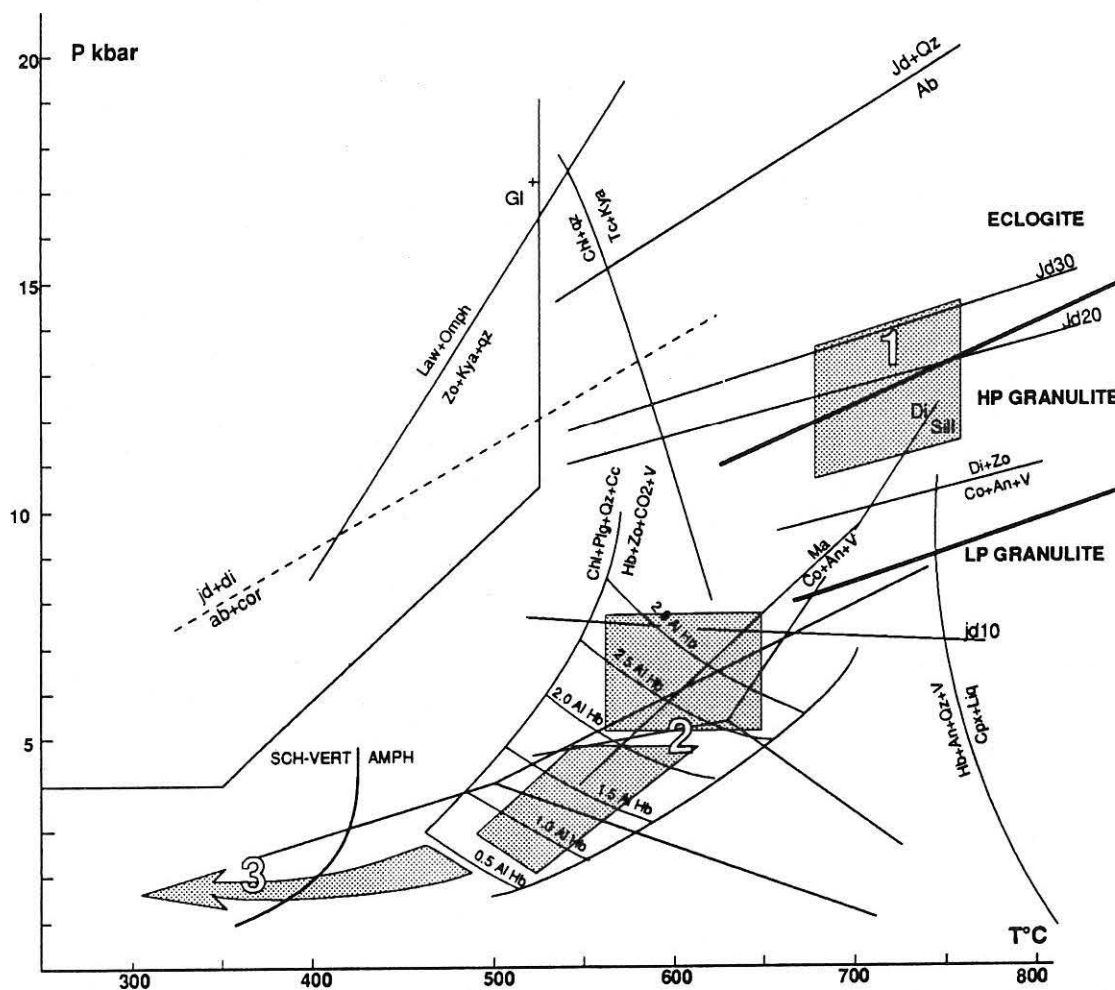 P kbar
20
Jd+Qz
Ab
Gl
Chl+qz
Tc+Kya
ECLOGITE
15
Jd30
Jd20
Law+Omph
Zo+Kya+qz
1
HP GRANULITE
Di
Sill
Di+Zo
Co+An+V
10
Chl+Plg+Qz+Cc
Hb+Zo+CO2+V
Ma
Co+An+V
LP GRANULITE
jd+di
ab+cor
jd10
2.5 Al Hb
2.0 Al Hb
Hb+An+Qz+V
Cpx+Liq
5
SCH-VERT
AMPH
2
1.5 Al Hb
1.0 Al Hb
0.5 Al Hb
3
T°C
300
400
500
600
700
800